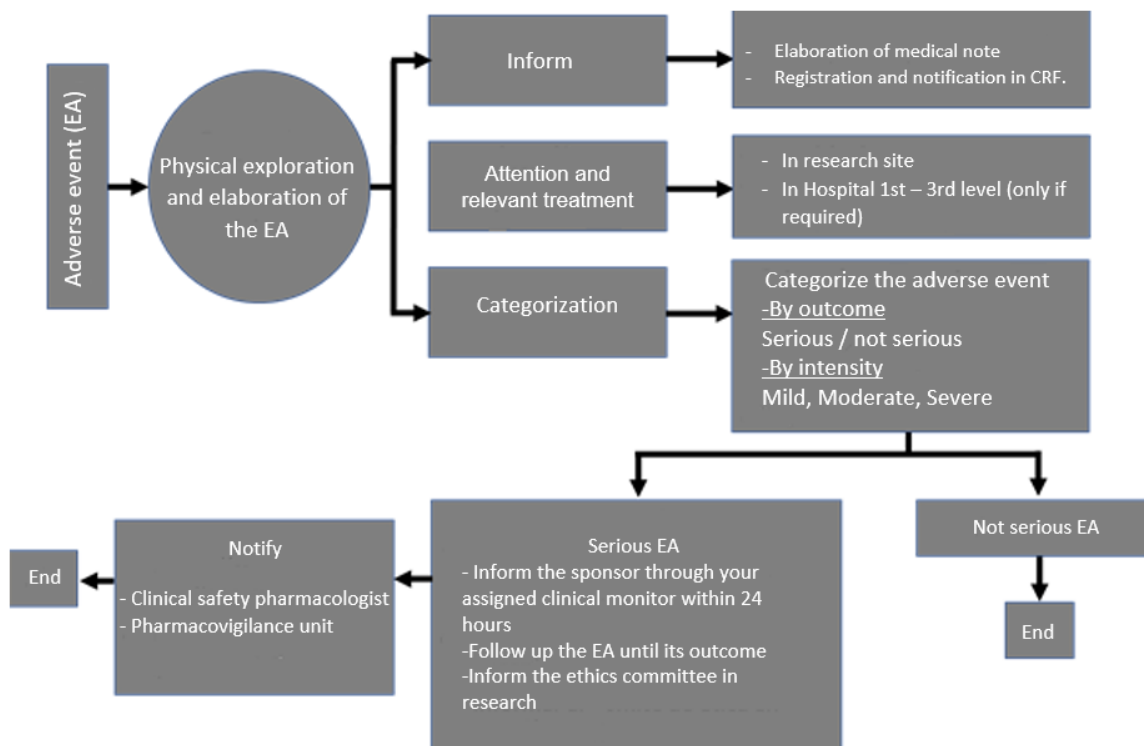 Adverse event (EA)
Physical exploration
and elaboration of
the EA
Inform
- Elaboration of medical note
- Registration and notification in CRF.
Attention and
relevant treatment
- In research site
- In Hospital 1st – 3rd level (only if
required)
Categorization
Categorize the adverse event
-By outcome
Serious / not serious
-By intensity
Mild, Moderate, Severe
Serious EA
- Inform the sponsor through your
assigned clinical monitor within 24
hours
-Follow up the EA until its outcome
-Inform the ethics committee in
research
Notify
- Clinical safety pharmacologist
- Pharmacovigilance unit
End
Not serious EA
End